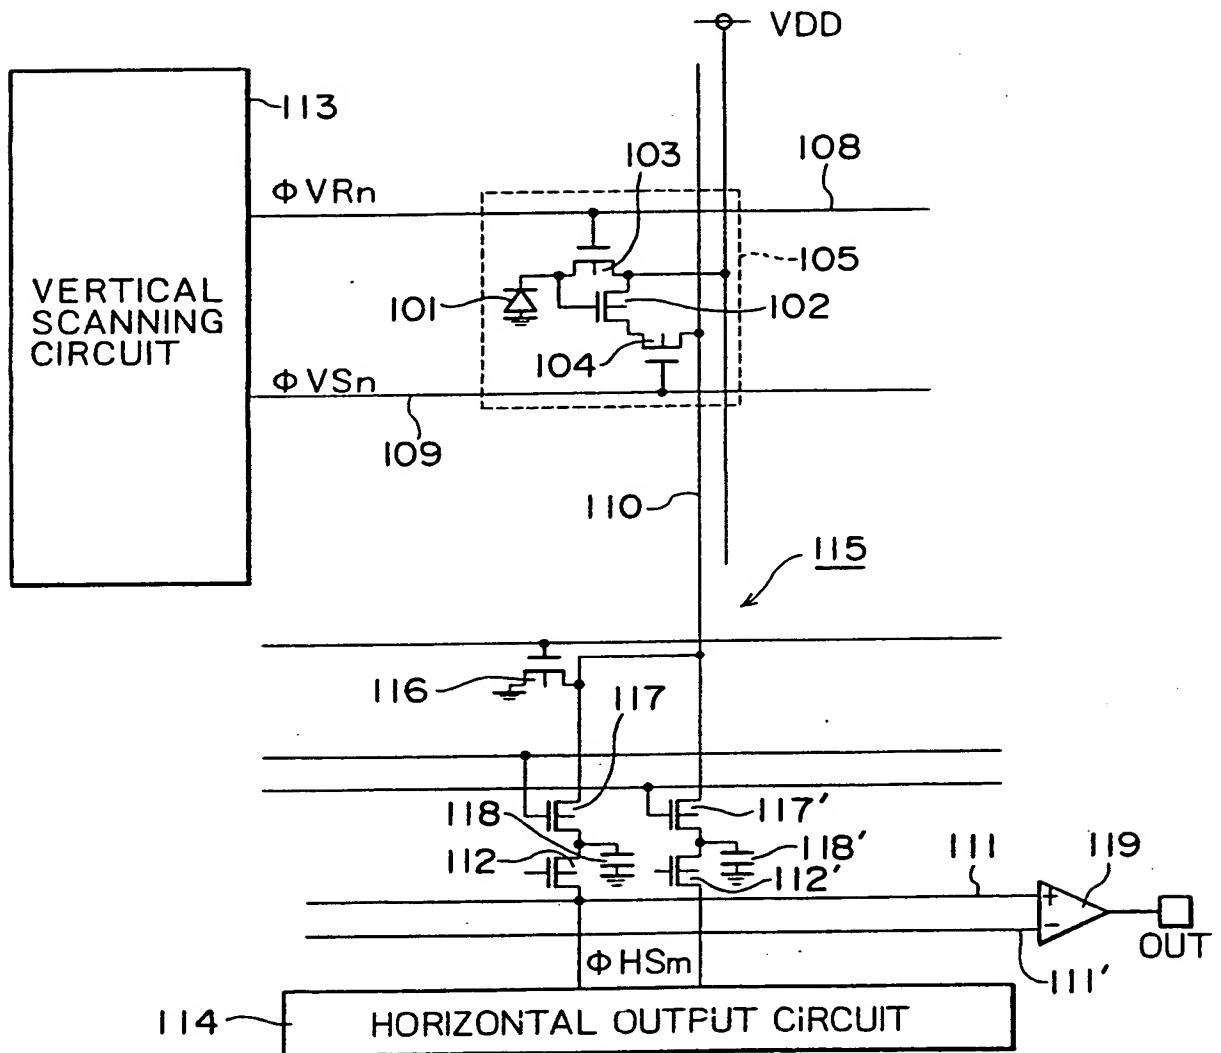 VDD
113
103
108
ΦVRn
105
101
102
VERTICAL
SCANNING
CIRCUIT
104
ΦVSn
109
110
115
116
117
118
117'
112
118'
112'
111
119
+
-
OUT
ΦHSm
111'
114
HORIZONTAL OUTPUT CIRCUIT